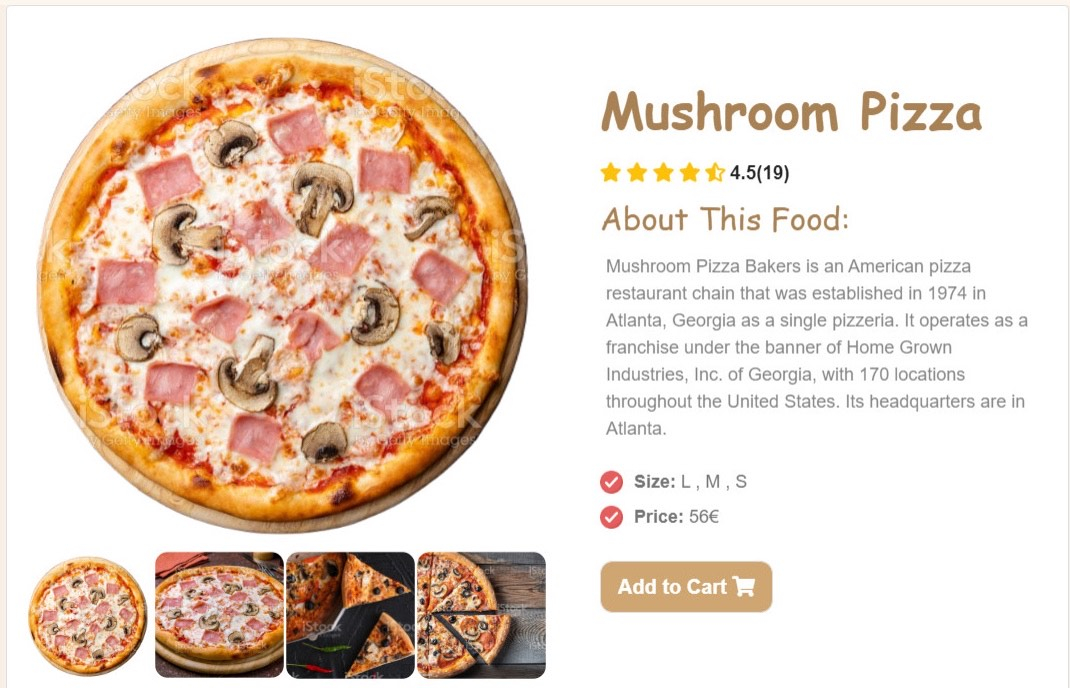 Mushroom Pizza
4.5(19)
About This Food:
Mushroom Pizza Bakers is an American pizza
restaurant chain that was established in 1974 in
Atlanta, Georgia as a single pizzeria. It operates as a
franchise under the banner of Home Grown
Industries, Inc. of Georgia, with 170 locations
throughout the United States. Its headquarters are in
Atlanta.
Size: L , M , S
Price: 56€
Add to Cart
iStock
Getty Images